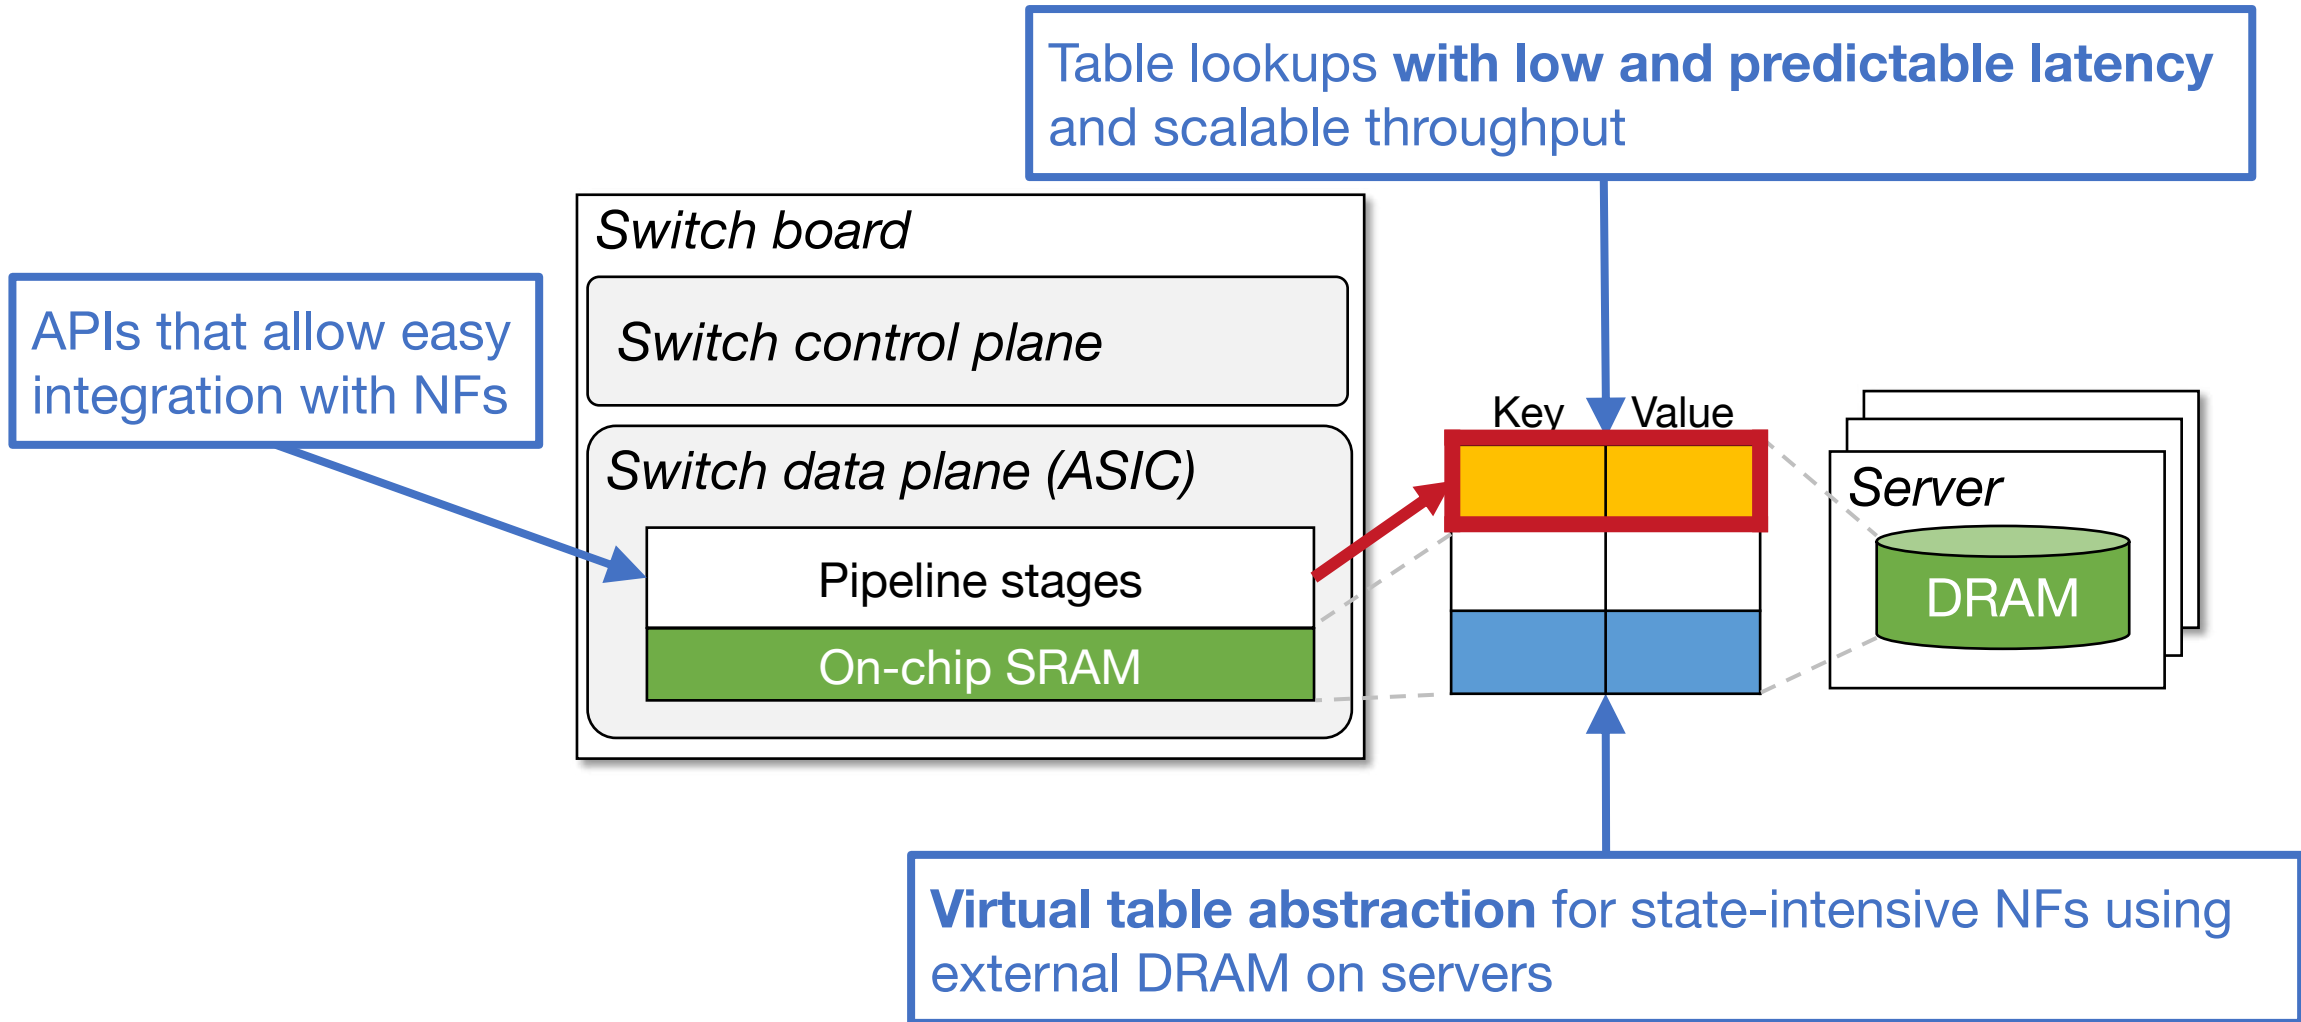 Table lookups with low and predictable latency
and scalable throughput
Switch board
APIs that allow easy
integration with NFs
Switch control plane
Key Value
Switch data plane (ASIC)
Server
Pipeline stages
DRAM
On-chip SRAM
Virtual table abstraction for state-intensive NFs using
external DRAM on servers